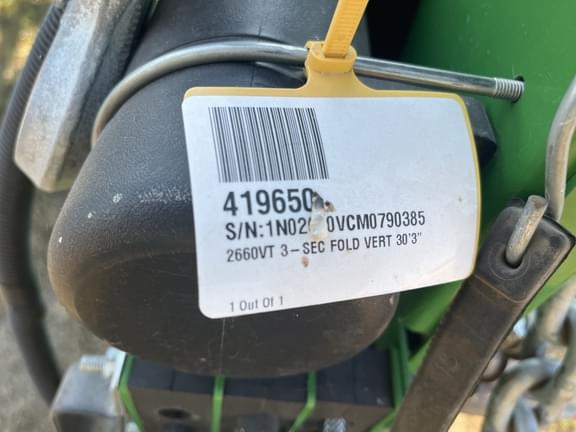 419650
2660VT 3-SEC FOLD VERT 30'3"
1 Out Of 1